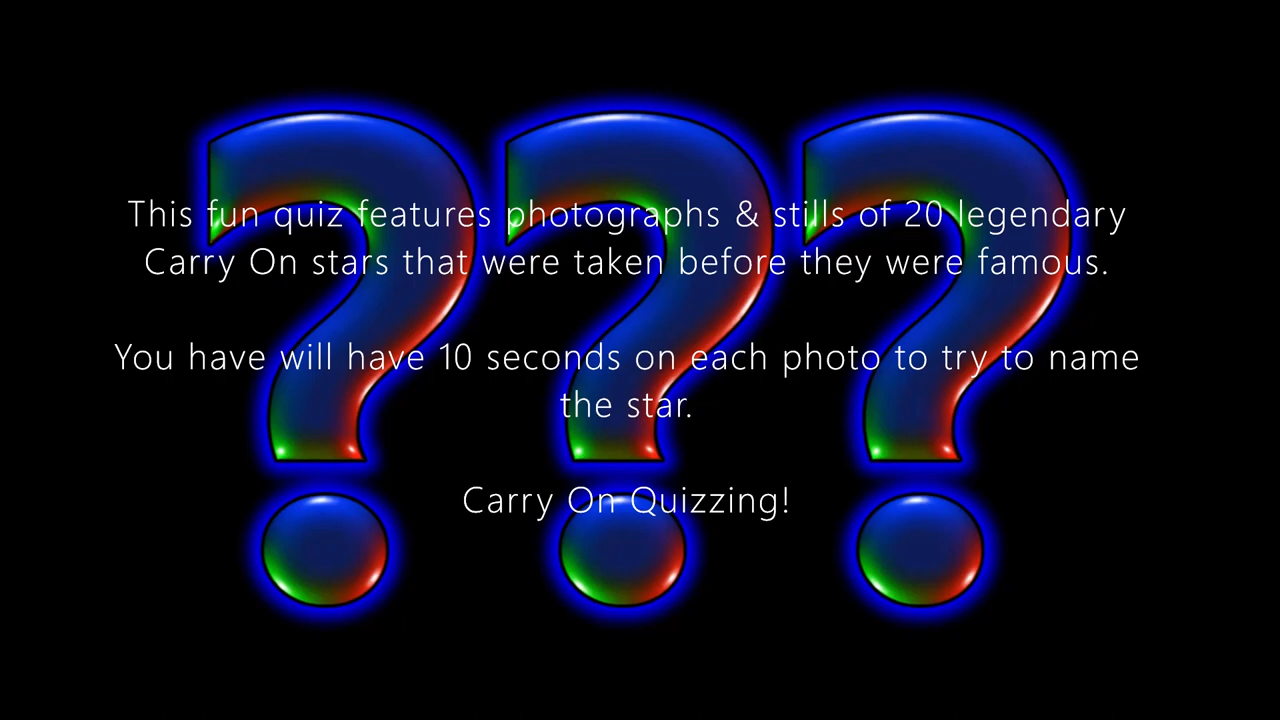 This fun quiz features photographs & stills of 20 legendary
Carry On stars that were taken before they were famous.
You have will have 10 seconds on each photo to try to name
the star.
Carry On Quizzing!